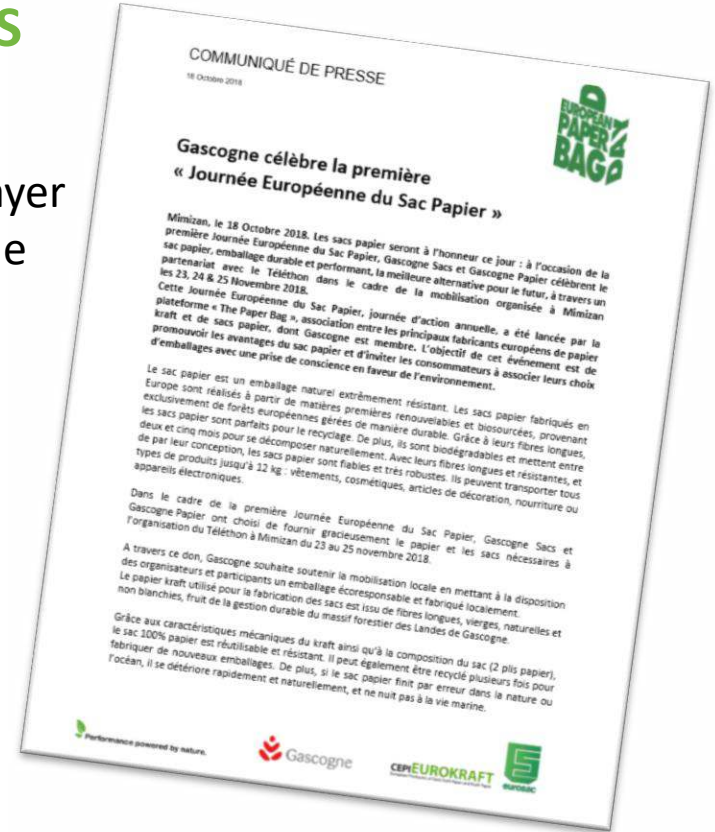 S
ayer
e
COMMUNIQUÉ DE PRESSE
18 Octobre 2018
EUROPEAN
PAPER
BAG
DAY
Gascogne célèbre la première
« Journée Européenne du Sac Papier »
Mimizan, le 18 Octobre 2018. Les sacs papier seront à l'honneur ce jour : à l'occasion de la
première Journée Européenne du Sac Papier, Gascogne Sacs et Gascogne Papier célèbrent le
sac papier, emballage durable et performant, la meilleure alternative pour le futur, à travers un
partenariat avec le Téléthon dans le cadre de la mobilisation organisée à Mimizan
les 23, 24 & 25 Novembre 2018.
Cette Journée Européenne du Sac Papier, journée d'action annuelle, a été lancée par la
plateforme « The Paper Bag », association entre les principaux fabricants européens de papier
kraft et de sacs papier, dont Gascogne est membre. L'objectif de cet événement est de
promouvoir les avantages du sac papier et d'inviter les consommateurs à associer leurs choix
d'emballages avec une prise de conscience en faveur de l'environnement.
Le sac papier est un emballage naturel extrêmement résistant. Les sacs papier fabriqués en
Europe sont réalisés à partir de matières premières renouvelables et biosourcées, provenant
exclusivement de forêts européennes gérées de manière durable. Grâce à leurs fibres longues,
les sacs papier sont parfaits pour le recyclage. De plus, ils sont biodégradables et mettent entre
deux et cinq mois pour se décomposer naturellement. Avec leurs fibres longues et résistantes, et
de par leur conception, les sacs papier sont fiables et très robustes. Ils peuvent transporter tous
types de produits jusqu'à 12 kg : vêtements, cosmétiques, articles de décoration, nourriture ou
appareils électroniques.
Dans le cadre de la première Journée Européenne du Sac Papier, Gascogne Sacs et
Gascogne Papier ont choisi de fournir gracieusement le papier et les sacs nécessaires à
l'organisation du Téléthon à Mimizan du 23 au 25 novembre 2018.
A travers ce don, Gascogne souhaite soutenir la mobilisation locale en mettant à la disposition
des organisateurs et participants un emballage écoresponsable et fabriqué localement.
Le papier kraft utilisé pour la fabrication des sacs est issu de fibres longues, vierges, naturelles et
non blanchies, fruit de la gestion durable du massif forestier des Landes de Gascogne.
Grâce aux caractéristiques mécaniques du kraft ainsi qu'à la composition du sac (2 plis papier),
le sac 100% papier est réutilisable et résistant. Il peut également être recyclé plusieurs fois pour
fabriquer de nouveaux emballages. De plus, si le sac papier finit par erreur dans la nature ou
l'océan, il se détériore rapidement et naturellement, et ne nuit pas à la vie marine.
Performance powered by nature.
Gascogne
CEPI EUROKRAFT
eurosac